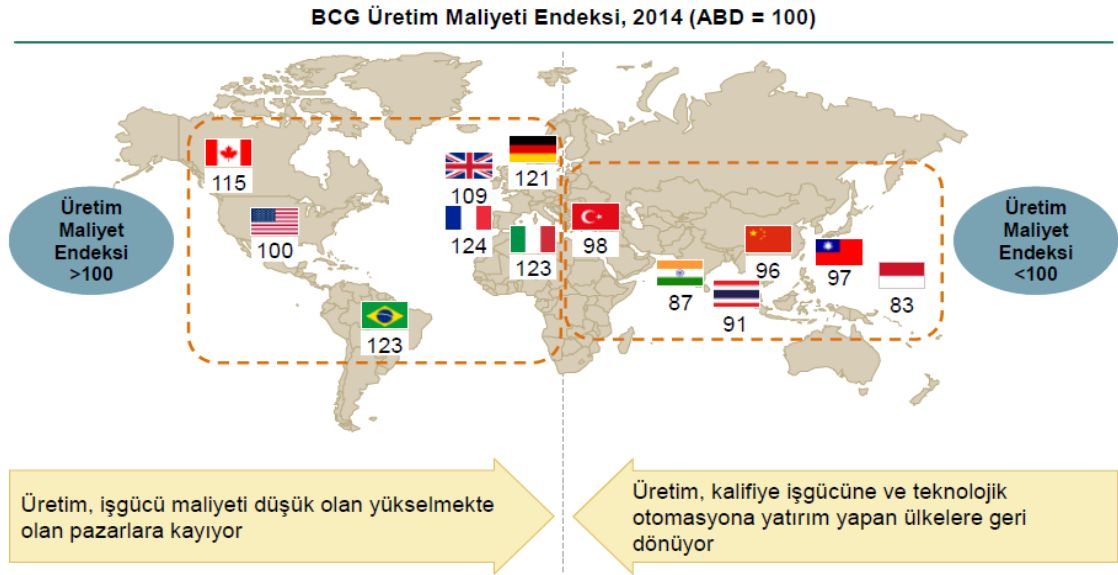 BCG Üretim Maliyeti Endeksi, 2014 (ABD = 100)
Üretim
Maliyet
Endeksi
>100
115
100
123
109
121
124
123
98
87
91
96
97
83
Üretim
Maliyet
Endeksi
<100
Üretim, işgücü maliyeti düşük olan yükselmekte
olan pazarlara kayıyor
Üretim, kalifiye işgücüne ve teknolojik
otomasyona yatırım yapan ülkelere geri
dönüyor